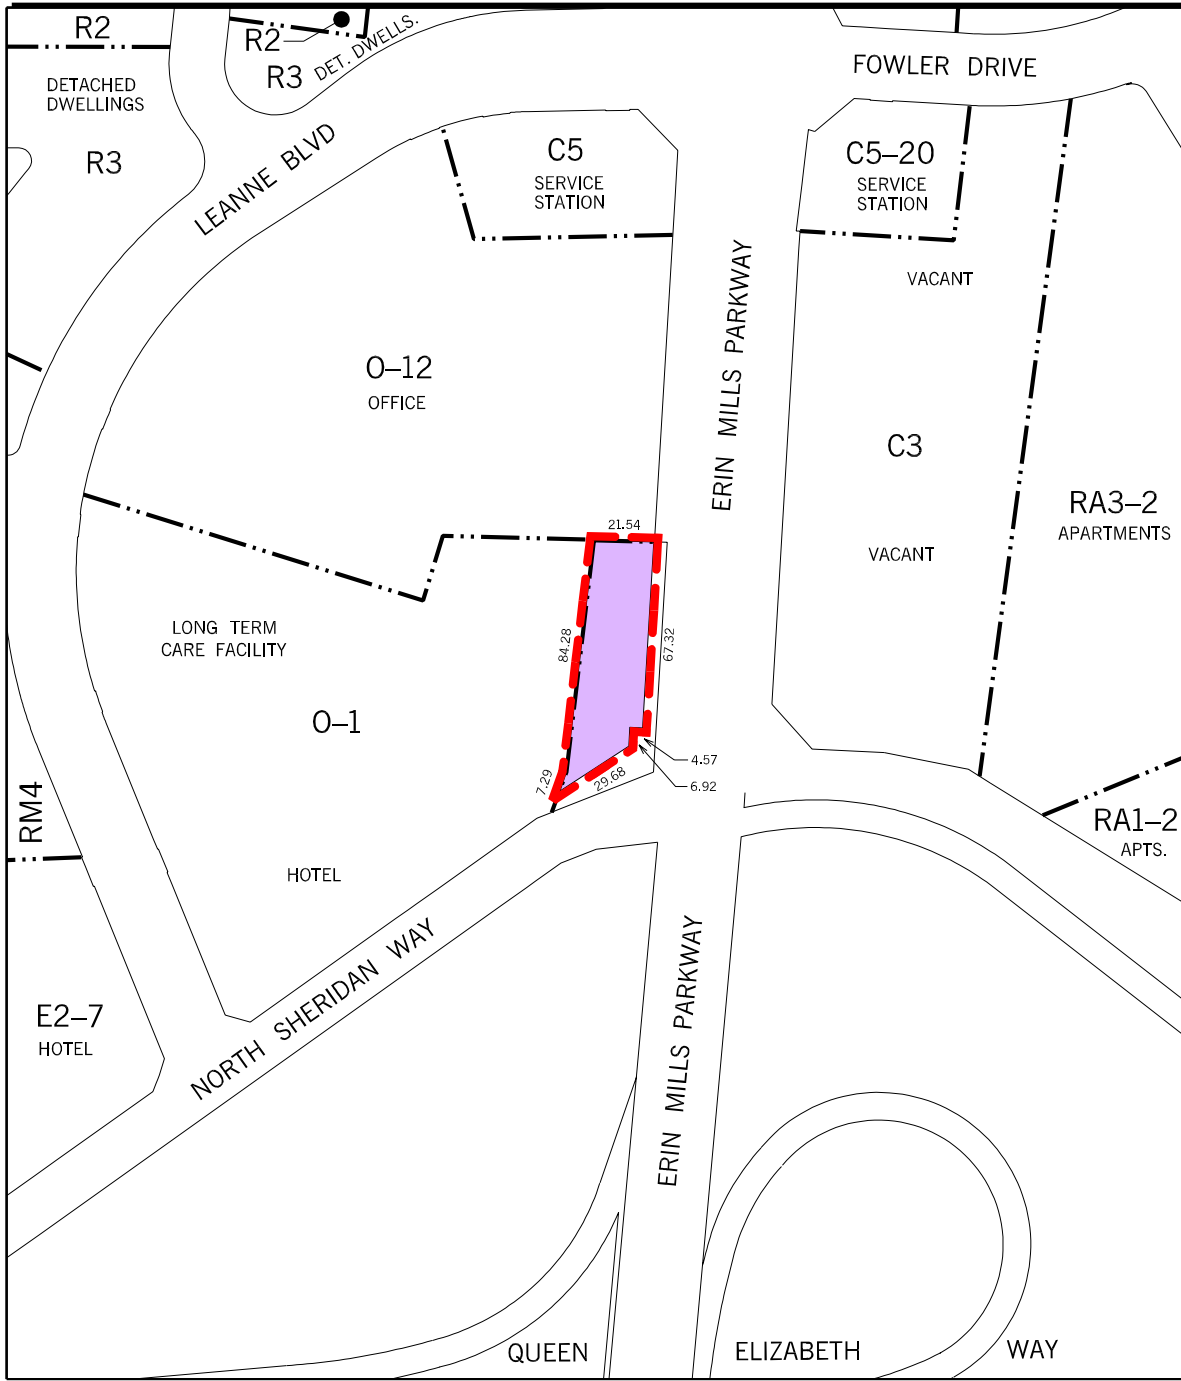 R2
R2
R3
DET. DWELLS.
FOWLER DRIVE
DETACHED
DWELLINGS
R3
LEANNE BLVD
C5
SERVICE
STATION
C5–20
SERVICE
STATION
VACANT
ERIN MILLS PARKWAY
O–12
OFFICE
C3
VACANT
RA3–2
APARTMENTS
21.54
84.28
67.32
LONG TERM
CARE FACILITY
O–1
4.57
6.92
7.29
29.68
RM4
HOTEL
RA1–2
APTS.
NORTH SHERIDAN WAY
ERIN MILLS PARKWAY
E2–7
HOTEL
QUEEN ELIZABETH WAY